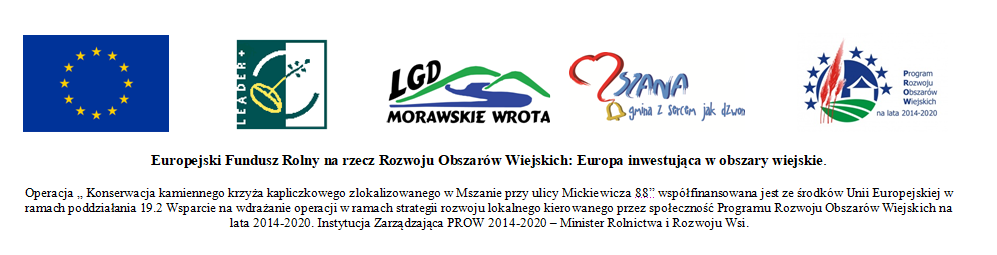 LEADER+
LGD
MORAWSKIE WROTA
MSZANA
gmina z sercem jak dzwon
Program
Rozwoju
Obszarów
Wiejskich
na lata 2014-2020
Europejski Fundusz Rolny na rzecz Rozwoju Obszarów Wiejskich: Europa inwestująca w obszary wiejskie.
Operacja „ Konserwacja kamiennego krzyża kapliczkowego zlokalizowanego w Mszanie przy ulicy Mickiewicza 88” współfinansowana jest ze środków Unii Europejskiej w
ramach poddziałania 19.2 Wsparcie na wdrażanie operacji w ramach strategii rozwoju lokalnego kierowanego przez społeczność Programu Rozwoju Obszarów Wiejskich na
lata 2014-2020. Instytucja Zarządzająca PROW 2014-2020 – Minister Rolnictwa i Rozwoju Wsi.